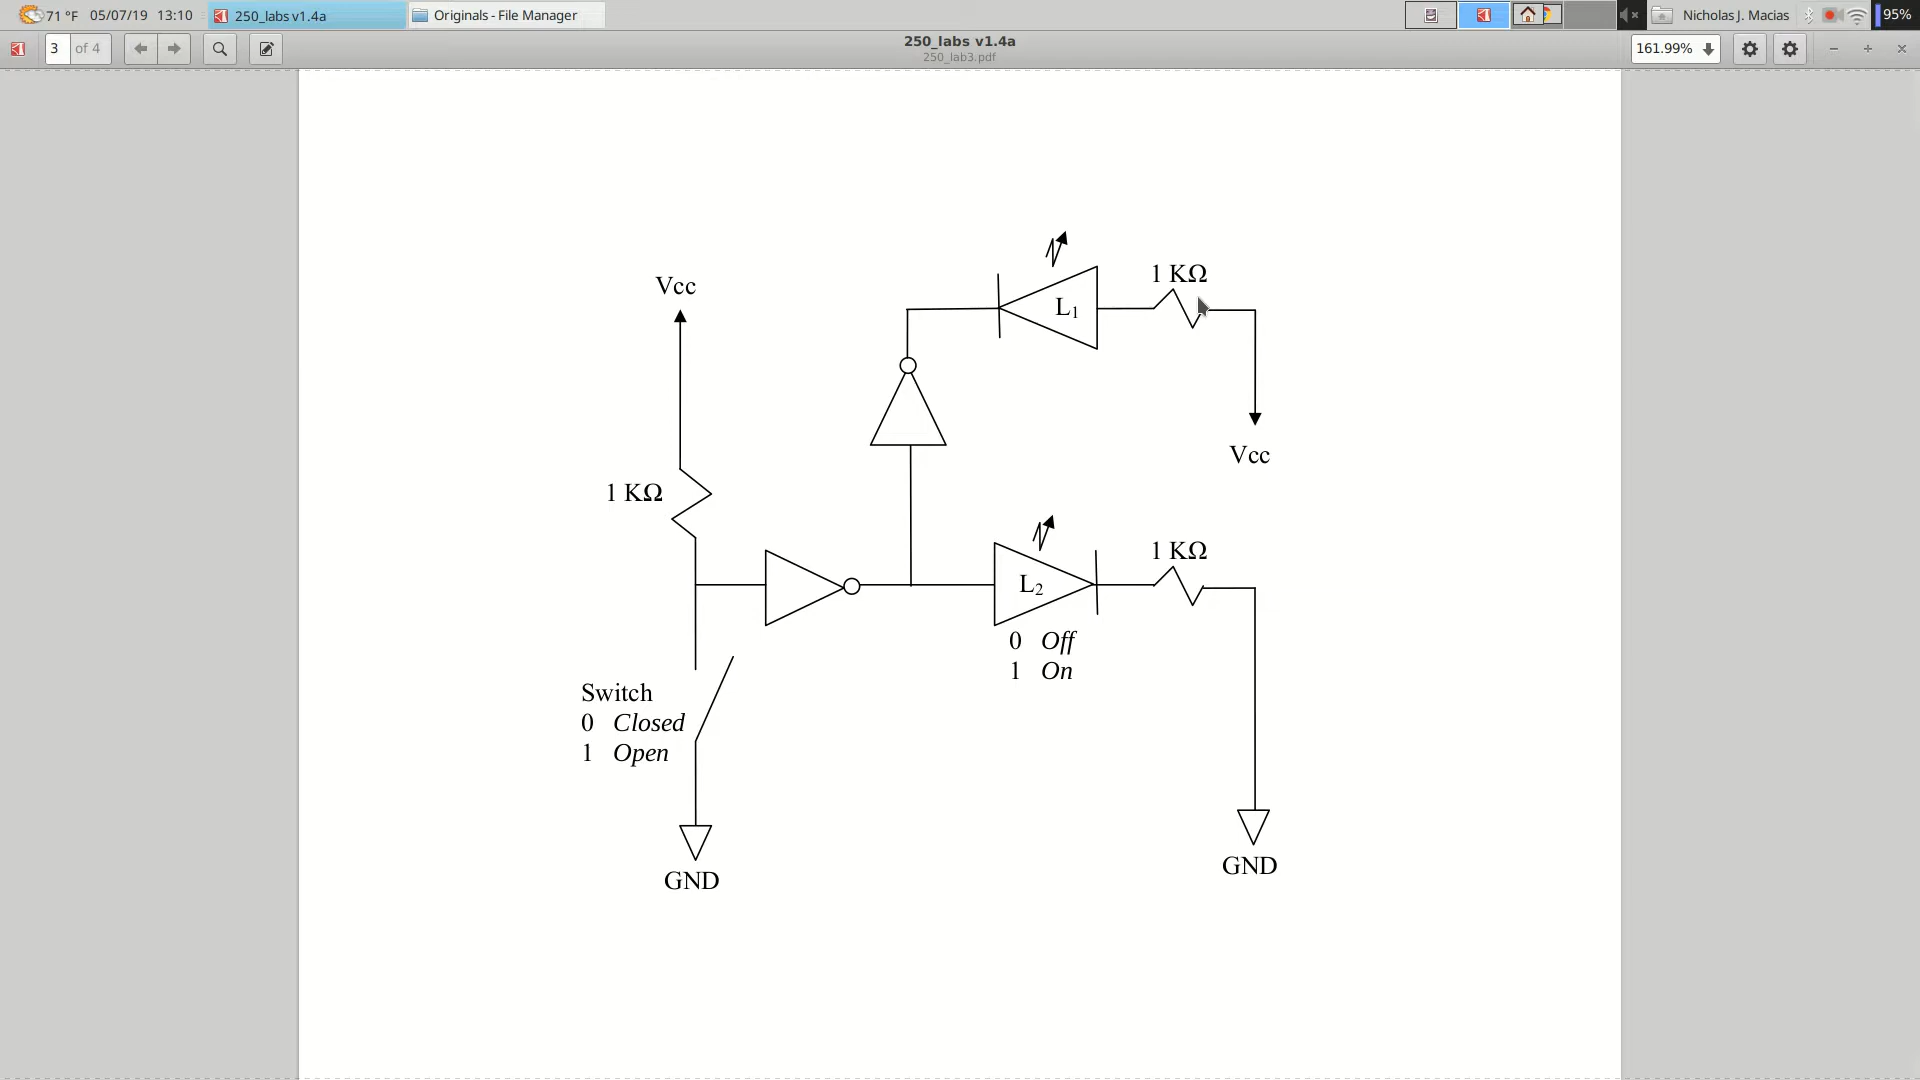 71 °F 05/07/19 13:10 250_labs v1.4a Originals - File Manager Nicholas J. Macias 95%
3 of 4 250_labs v1.4a 161.99%
250_lab3.pdf
1 KΩ
Vcc
L1
Vcc
1 KΩ
1 KΩ
L2
0 Off
1 On
Switch
0 Closed
1 Open
GND
GND